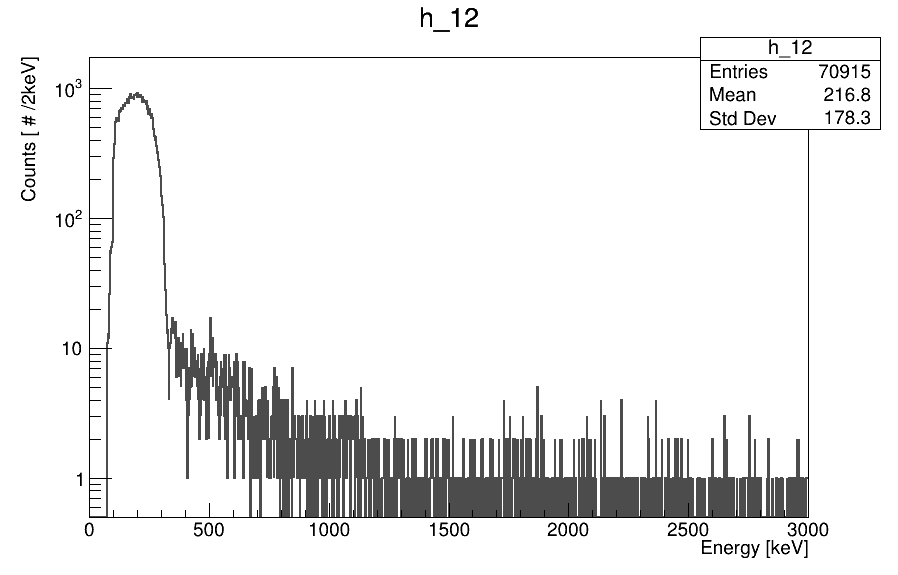 h_12
h_12
Entries 70915
Mean 216.8
Std Dev 178.3
Counts [ # /2keV]
10³
10²
10
1
0 500 1000 1500 2000 2500 3000
Energy [keV]